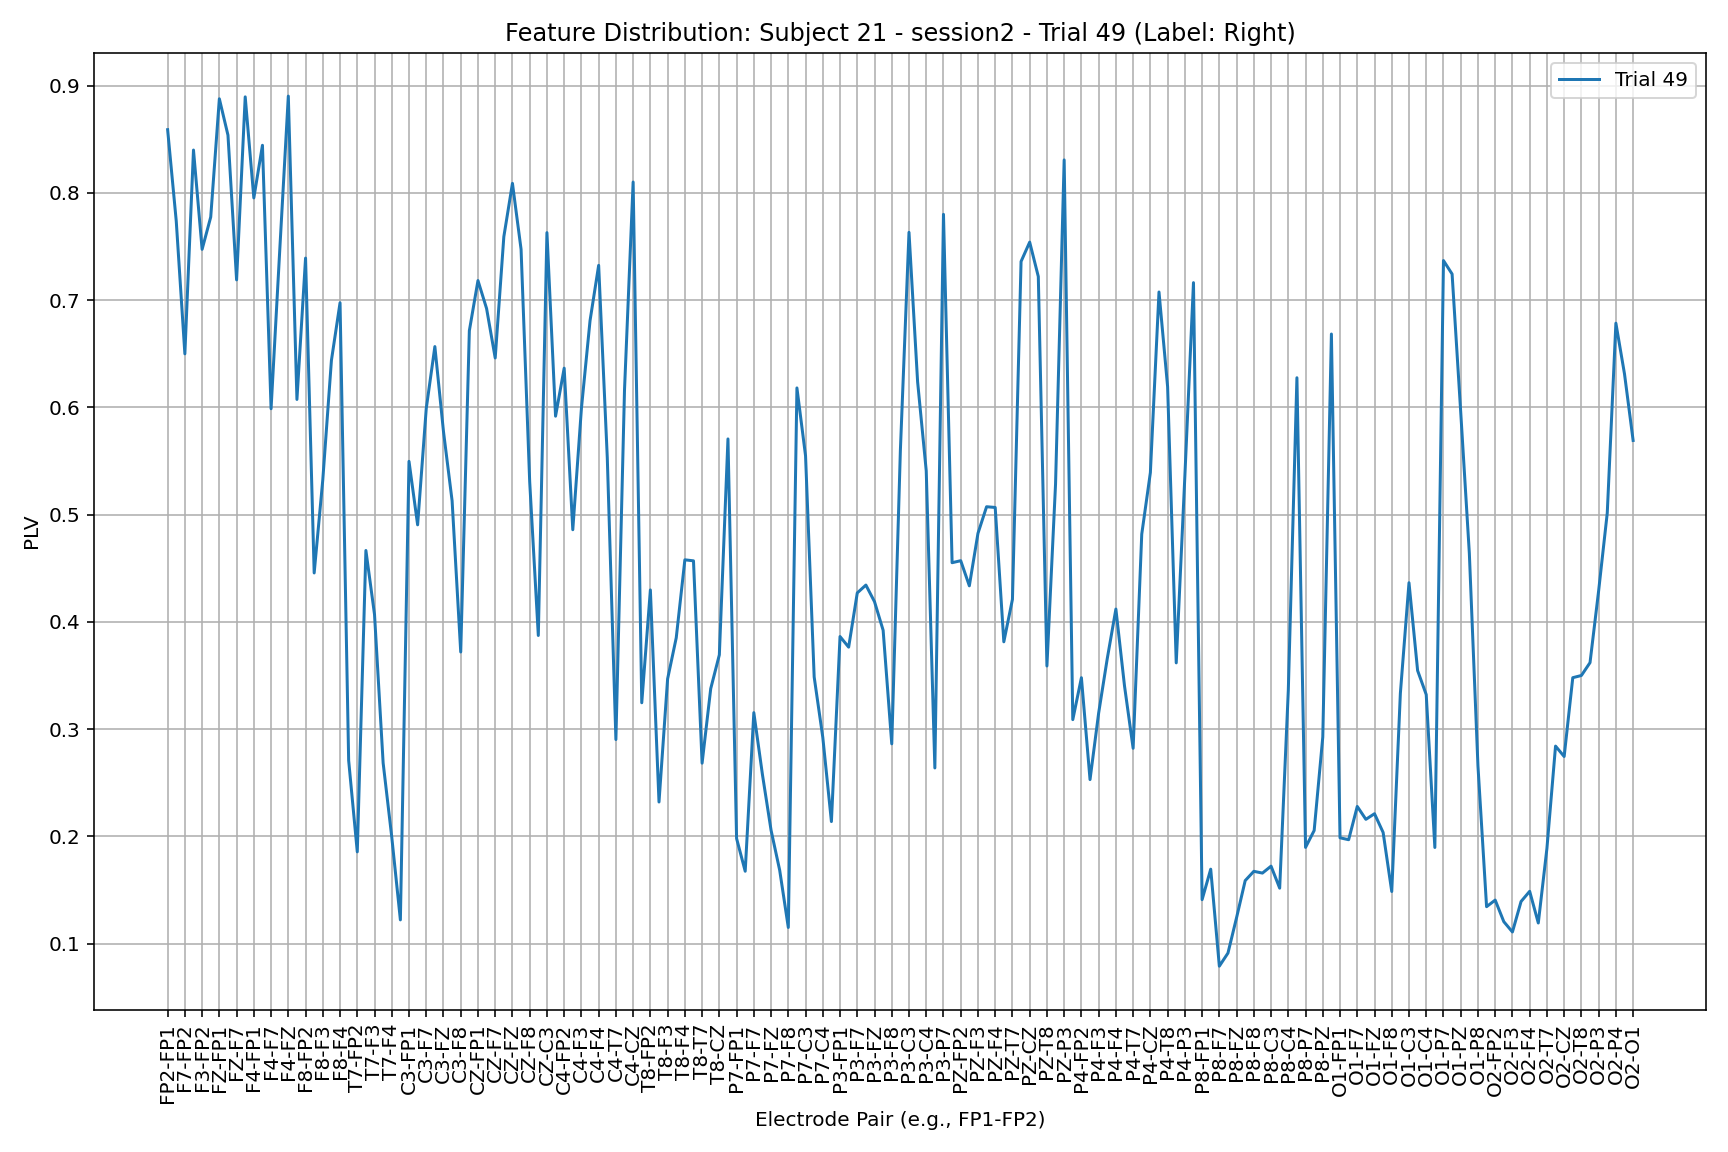 Feature Distribution: Subject 21 - session2 - Trial 49 (Label: Right)
Trial 49
0.9
0.8
0.7
0.6
0.5
0.4
0.3
0.2
0.1
PLV
FP2-FP1
F7-FP2
F3-FP2
FZ-FP1
FZ-F7
F4-FP1
F4-F7
F4-FZ
F8-FP2
F8-F3
F8-F4
T7-FP2
T7-F3
T7-F4
C3-FP1
C3-F7
C3-FZ
C3-F8
CZ-FP1
CZ-F7
CZ-FZ
CZ-F8
CZ-C3
C4-FP2
C4-F3
C4-F4
C4-T7
C4-CZ
T8-FP2
T8-F3
T8-F4
T8-T7
T8-CZ
P7-FP1
P7-F7
P7-FZ
P7-F8
P7-C3
P7-C4
P3-FP1
P3-F7
P3-FZ
P3-F8
P3-C3
P3-C4
P3-P7
PZ-FP2
PZ-F3
PZ-F4
PZ-T7
PZ-CZ
PZ-T8
PZ-P3
P4-FP2
P4-F3
P4-F4
P4-T7
P4-CZ
P4-T8
P4-P3
P8-FP1
P8-F7
P8-FZ
P8-F8
P8-C3
P8-C4
P8-P7
P8-PZ
O1-FP1
O1-F7
O1-FZ
O1-F8
O1-C3
O1-C4
O1-P7
O1-PZ
O1-P8
O2-FP2
O2-F3
O2-F4
O2-T7
O2-CZ
O2-T8
O2-P3
O2-P4
O2-O1
Electrode Pair (e.g., FP1-FP2)